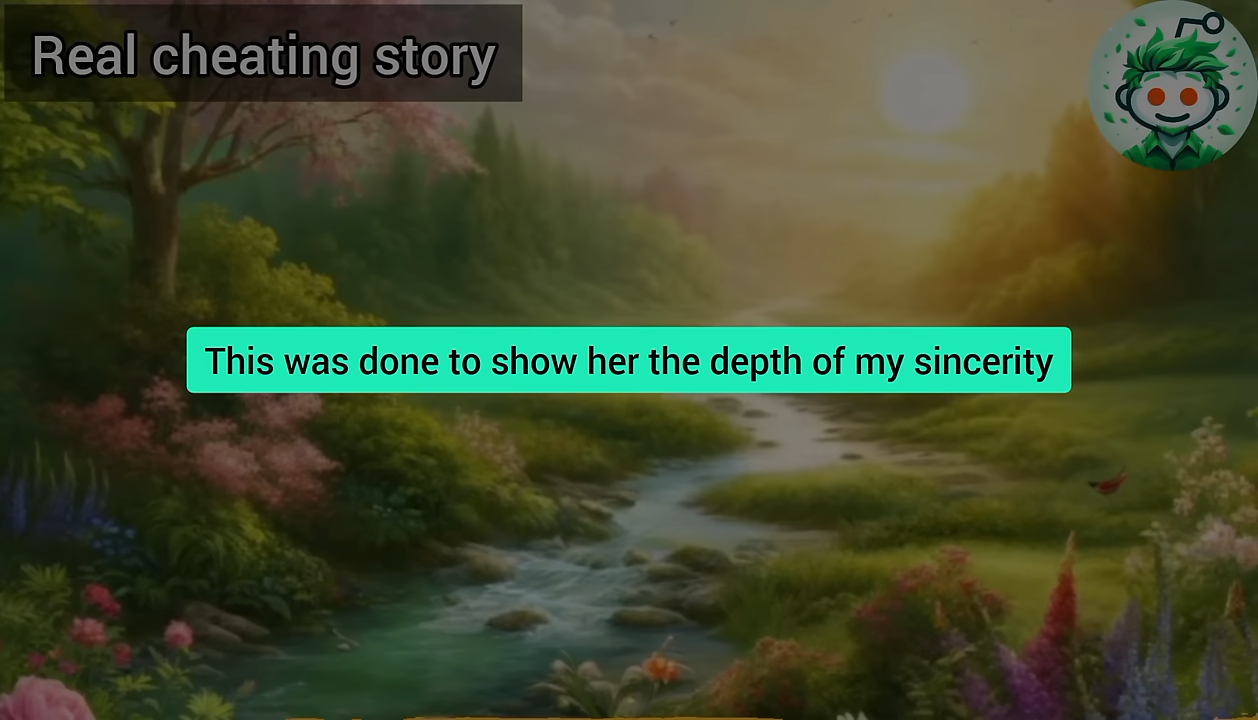 Real cheating story
This was done to show her the depth of my sincerity